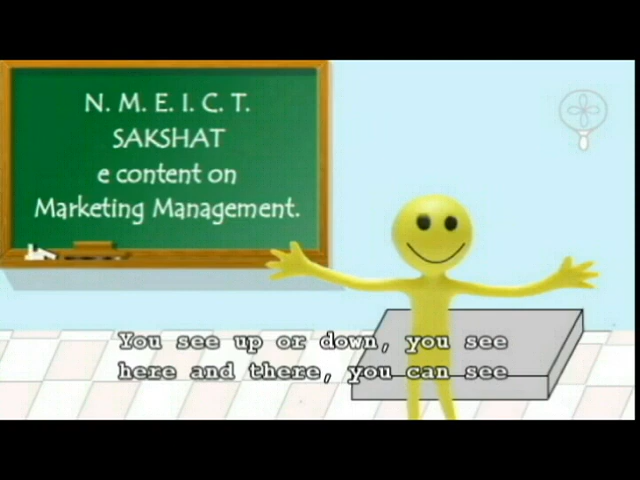 N. M. E. I. C. T.
SAKSHAT
e content on
Marketing Management.
You see up or down, you see
here and there, you can see